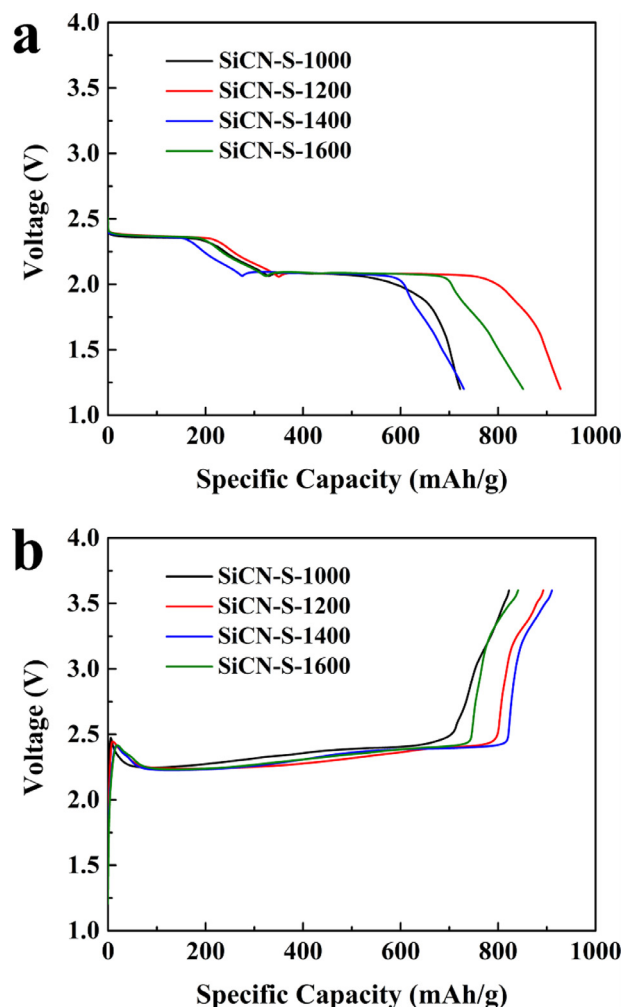 a
4.0
SiCN-S-1000
SiCN-S-1200
SiCN-S-1400
SiCN-S-1600
3.5
3.0
2.5
2.0
1.5
1.0
Voltage (V)
0 200 400 600 800 1000
Specific Capacity (mAh/g)
b
4.0
SiCN-S-1000
SiCN-S-1200
SiCN-S-1400
SiCN-S-1600
3.5
3.0
2.5
2.0
1.5
1.0
Voltage (V)
0 200 400 600 800 1000
Specific Capacity (mAh/g)